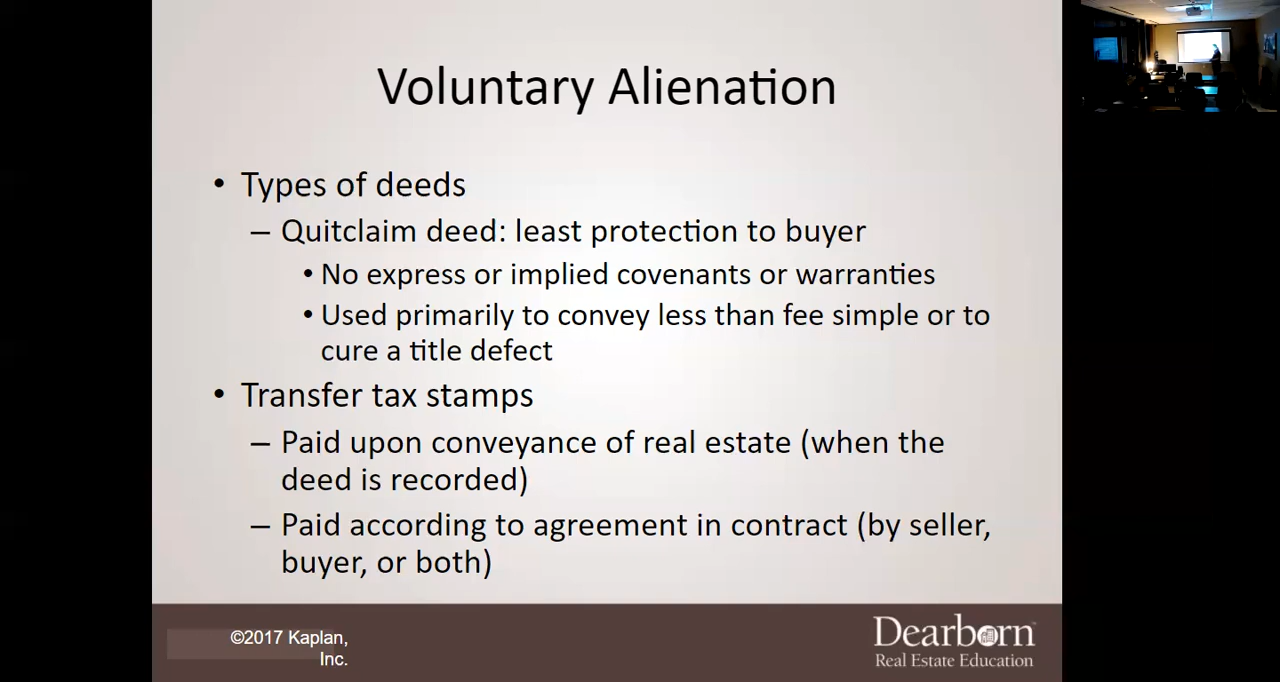 Voluntary Alienation
• Types of deeds
– Quitclaim deed: least protection to buyer
• No express or implied covenants or warranties
• Used primarily to convey less than fee simple or to
cure a title defect
• Transfer tax stamps
– Paid upon conveyance of real estate (when the
deed is recorded)
– Paid according to agreement in contract (by seller,
buyer, or both)
©2017 Kaplan,
Inc.
Dearborn™
Real Estate Education